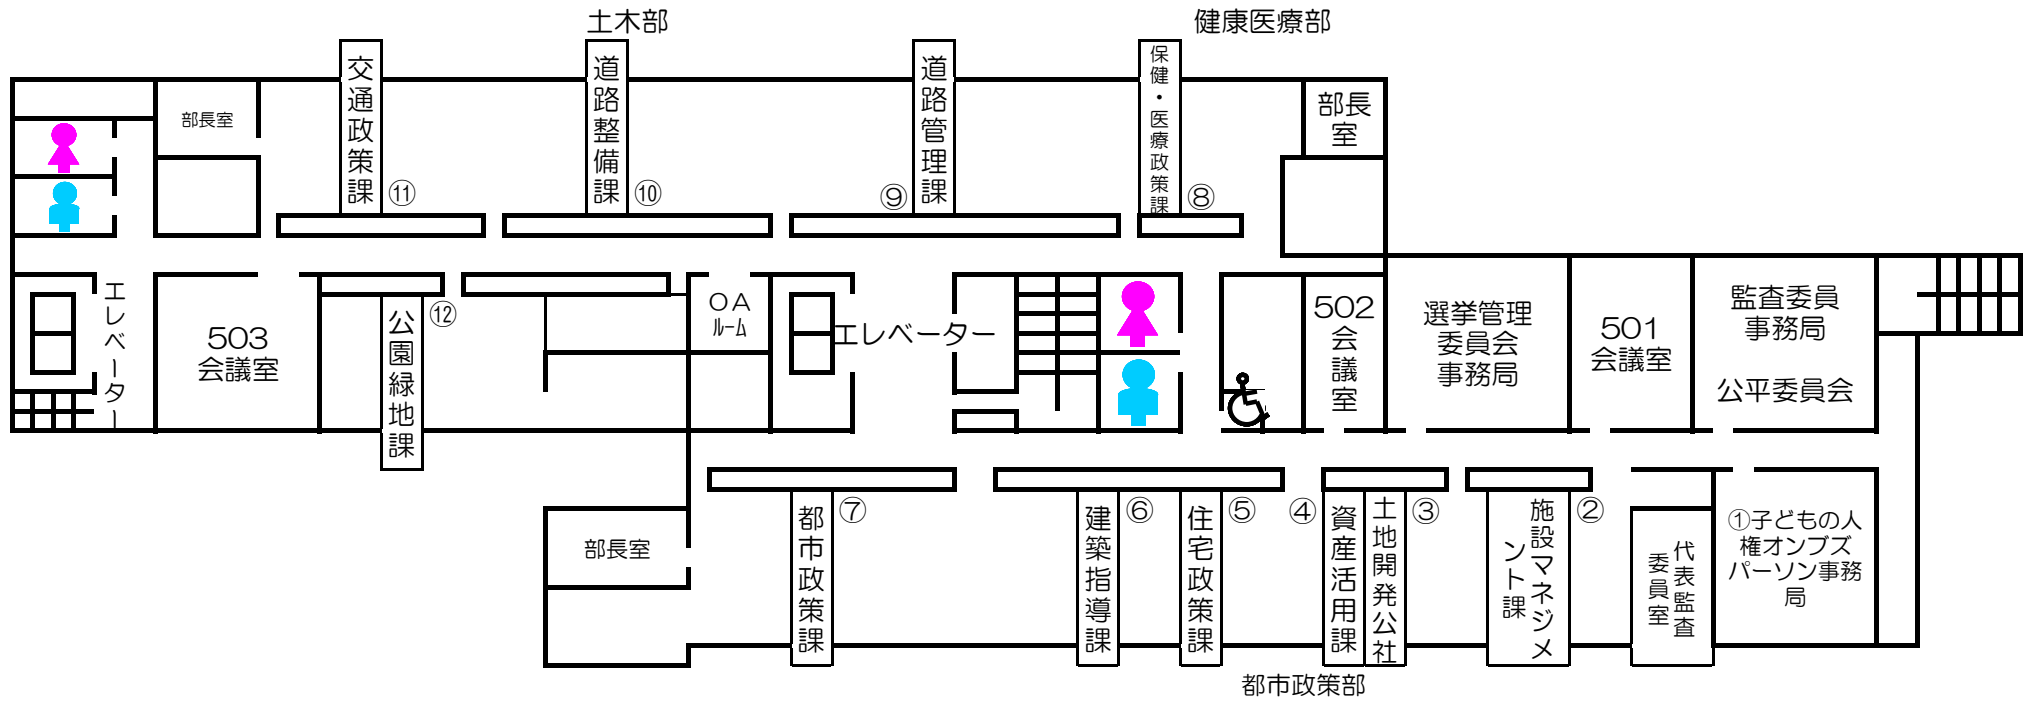 土木部
健康医療部
交通政策課
⑪
道路整備課
⑩
⑨
道路管理課
保健・医療政策課
⑧
部長室
部長
室
エレベーター
503
会議室
公園緑地課
⑫
OA
ルーム
エレベーター
502
会
議
室
選挙管理
委員会
事務局
501
会議室
監査委員
事務局
公平委員会
部長室
都市政策課
⑦
建築指導課
⑥
住宅政策課
⑤
④
資産活用課
土地開発公社
③
施設マネジメ
ント課
②
代表監査
委員室
①子どもの人
権オンブズ
パーソン事務
局
都市政策部